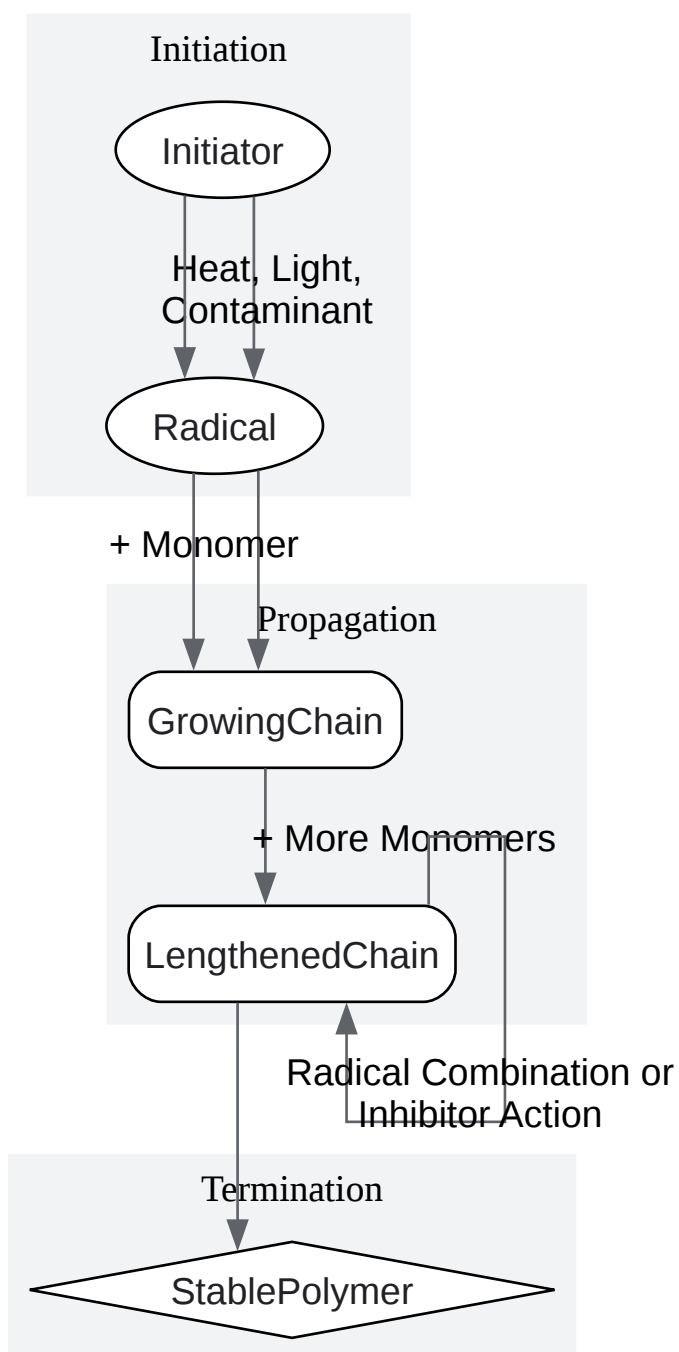 Initiation
Initiator
Heat, Light,
Contaminant
Radical
+ Monomer
Propagation
GrowingChain
+ More Monomers
LengthenedChain
Radical Combination or
Inhibitor Action
Termination
StablePolymer